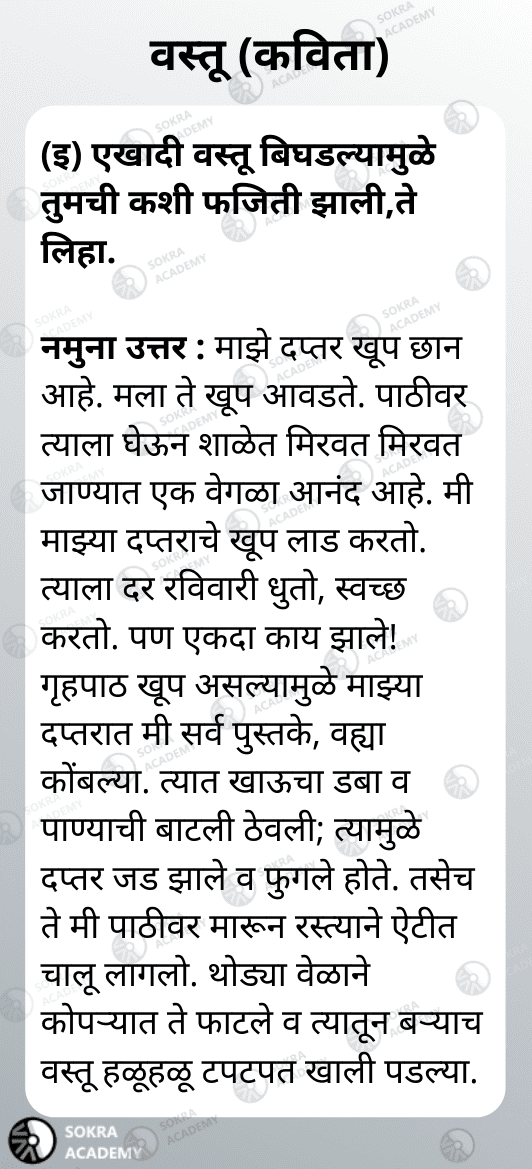 वस्तू (कविता)
(इ) एखादी वस्तू बिघडल्यामुळे
तुमची कशी फजिती झाली,ते
लिहा.
नमुना उत्तर : माझे दप्तर खूप छान
आहे. मला ते खूप आवडते. पाठीवर
त्याला घेऊन शाळेत मिरवत मिरवत
जाण्यात एक वेगळा आनंद आहे. मी
माझ्या दप्तराचे खूप लाड करतो.
त्याला दर रविवारी धुतो, स्वच्छ
करतो. पण एकदा काय झाले!
गृहपाठ खूप असल्यामुळे माझ्या
दप्तरात मी सर्व पुस्तके, वह्या
कोंबल्या. त्यात खाऊचा डबा व
पाण्याची बाटली ठेवली; त्यामुळे
दप्तर जड झाले व फुगले होते. तसेच
ते मी पाठीवर मारून रस्त्याने ऐटीत
चालू लागलो. थोड्या वेळाने
कोपऱ्यात ते फाटले व त्यातून बऱ्याच
वस्तू हळूहळू टपटपत खाली पडल्या.
SOKRA
ACADEMY